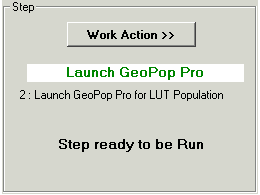 Step
Work Action >>
Launch GeoPop Pro
2 : Launch GeoPop Pro for LUT Population
Step ready to be Run